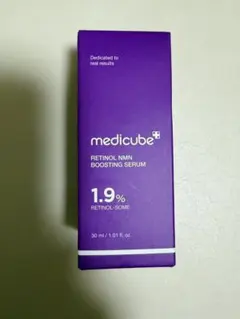 Dedicated to
real results
medicube+
RETINOL NMN
BOOSTING SERUM
1.9%
RETINOL-SOME
30 ml / 1.01 fl. oz.